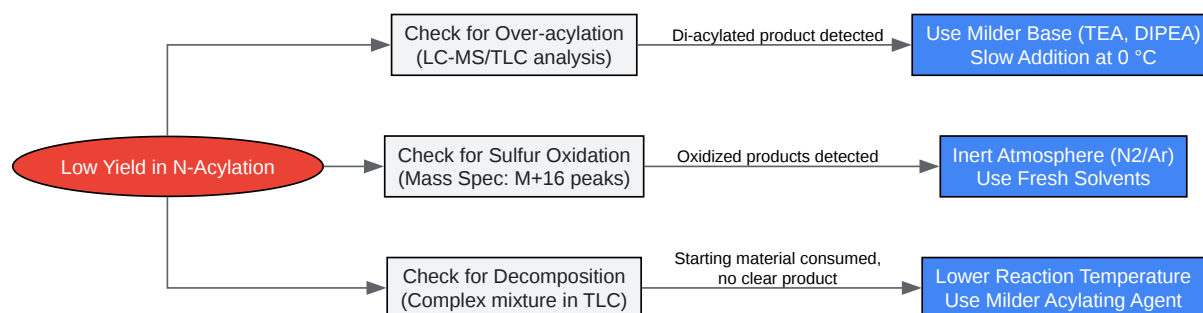 Check for Over-acylation
(LC-MS/TLC analysis)
Di-acylated product detected
Use Milder Base (TEA, DIPEA)
Slow Addition at 0 °C
Low Yield in N-Acylation
Check for Sulfur Oxidation
(Mass Spec: M+16 peaks)
Oxidized products detected
Inert Atmosphere (N2/Ar)
Use Fresh Solvents
Check for Decomposition
(Complex mixture in TLC)
Starting material consumed,
no clear product
Lower Reaction Temperature
Use Milder Acylating Agent